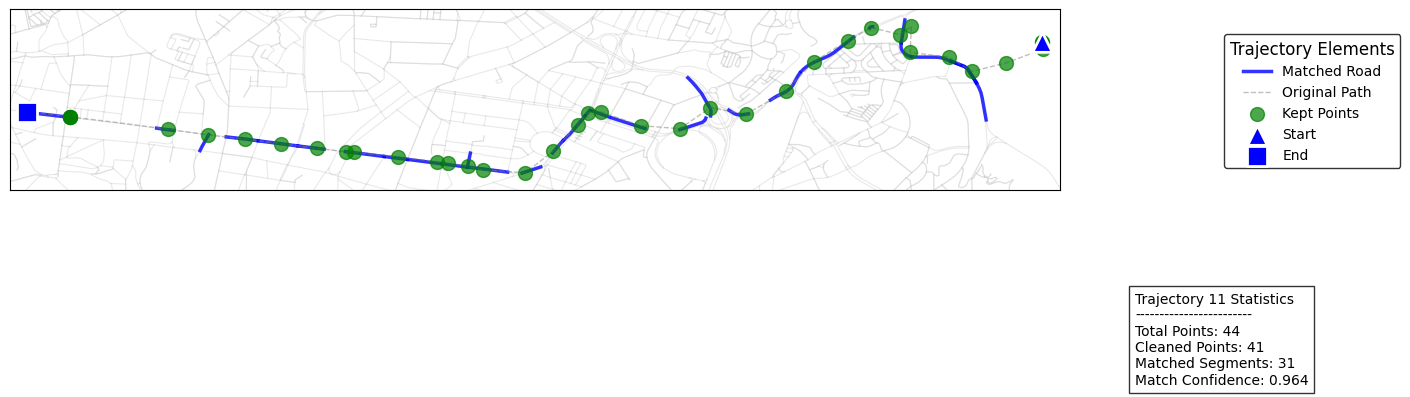 Trajectory Elements
Matched Road
Original Path
Kept Points
Start
End
Trajectory 11 Statistics
-------------------------
Total Points: 44
Cleaned Points: 41
Matched Segments: 31
Match Confidence: 0.964